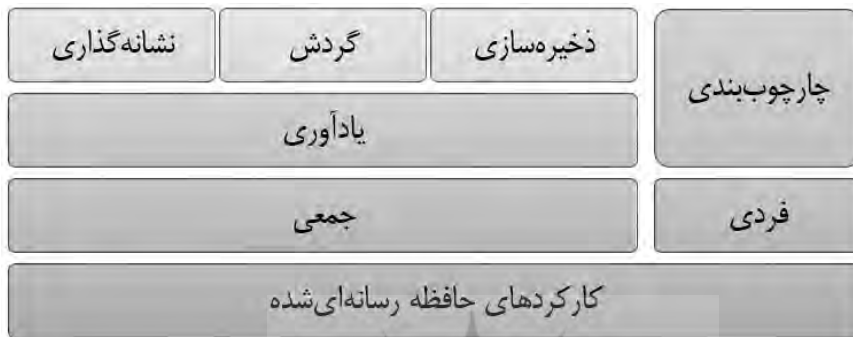 ذخیره‌سازی
گردش
نشانه‌گذاری
چارچوب‌بندی
یادآوری
فردی
جمعی
کارکردهای حافظه رسانه‌ای‌شده